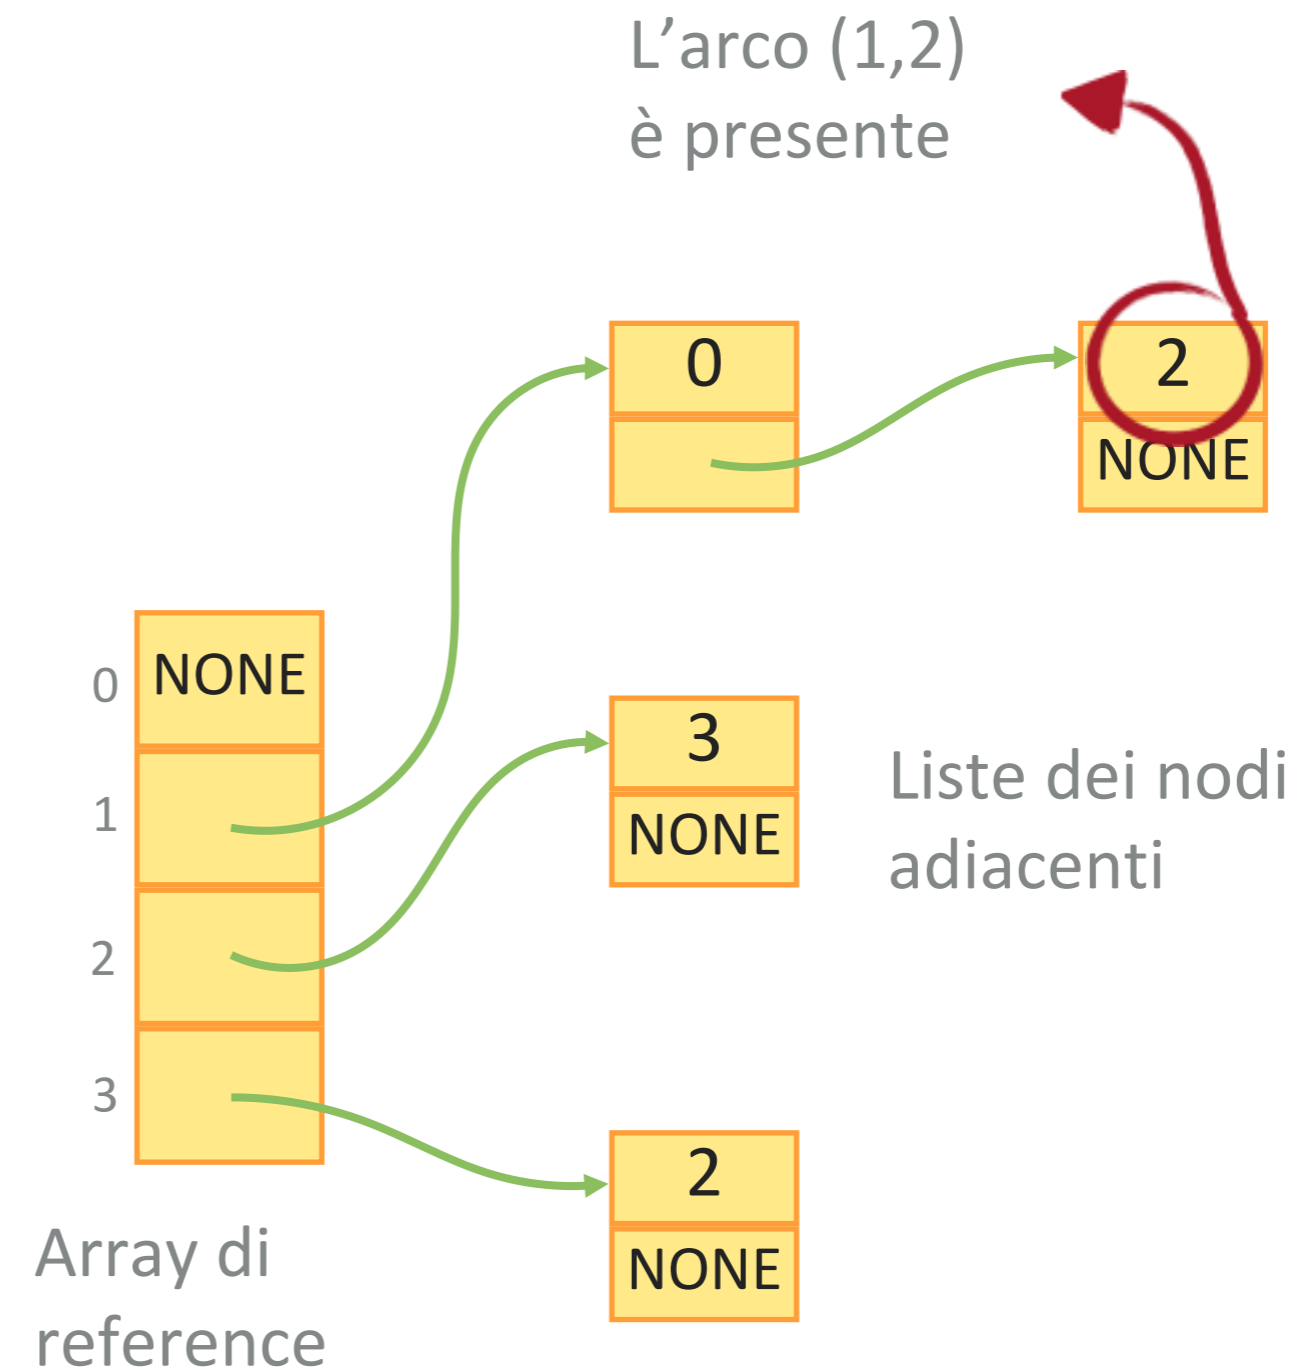 L’arco (1,2)
è presente
0
2
NONE
0
NONE
1
2
3
3
NONE
Liste dei nodi
adiacenti
2
NONE
Array di
reference